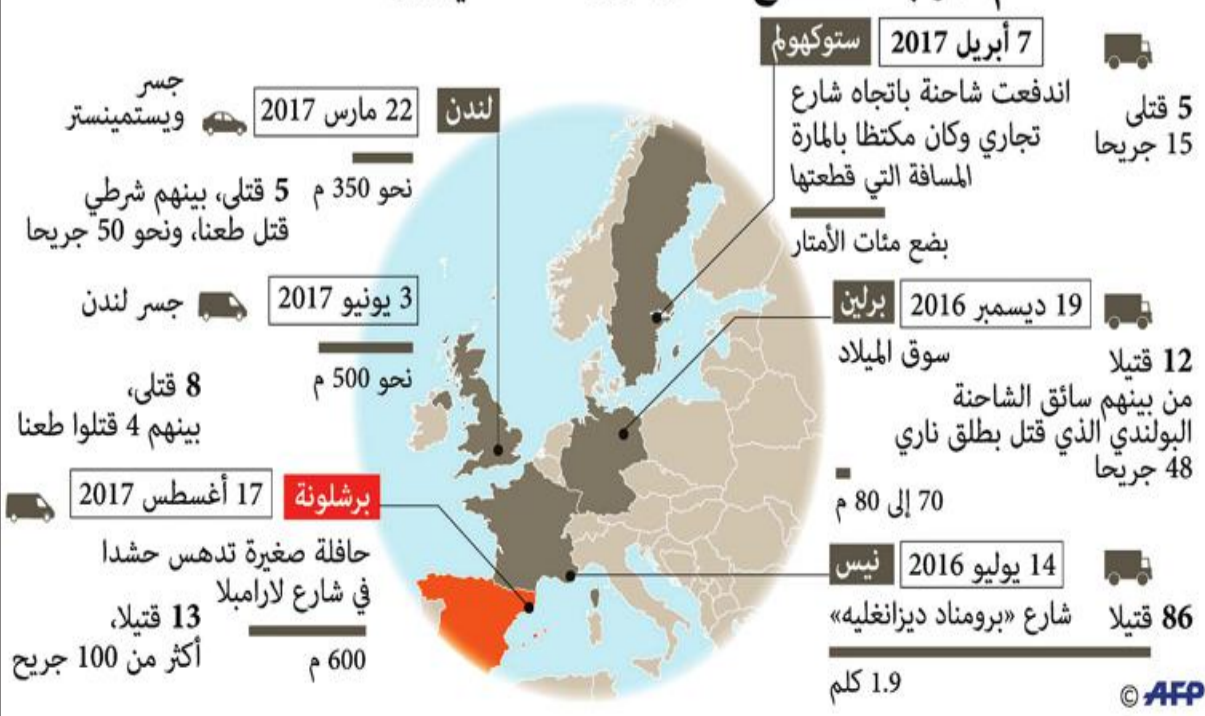 7 أبريل 2017
ستوكهولم
اندفعت شاحنة باتجاه شارع
تجاري وكان مكتظا بالمارة
المسافة التي قطعتها
بضع مئات الأمتار
5 قتلى
15 جريحا
19 ديسمبر 2016
برلين
سوق الميلاد
12 قتيلا
من بينهم سائق الشاحنة
البولندي الذي قتل بطلق ناري
48 جريحا
70 إلى 80 م
14 يوليو 2016
نيس
86 قتيلا
شارع «برومناد ديزانغليه»
1.9 كلم
لندن
22 مارس 2017
جسر
ويستمينستر
نحو 350 م
5 قتلى، بينهم شرطي
قتل طعنا، ونحو 50 جريحا
3 يونيو 2017
جسر لندن
نحو 500 م
8 قتلى،
بينهم 4 قتلوا طعنا
برشلونة
17 أغسطس 2017
حافلة صغيرة تدهس حشدا
في شارع لارامبلا
600 م
13 قتيلا،
أكثر من 100 جريح
© AFP